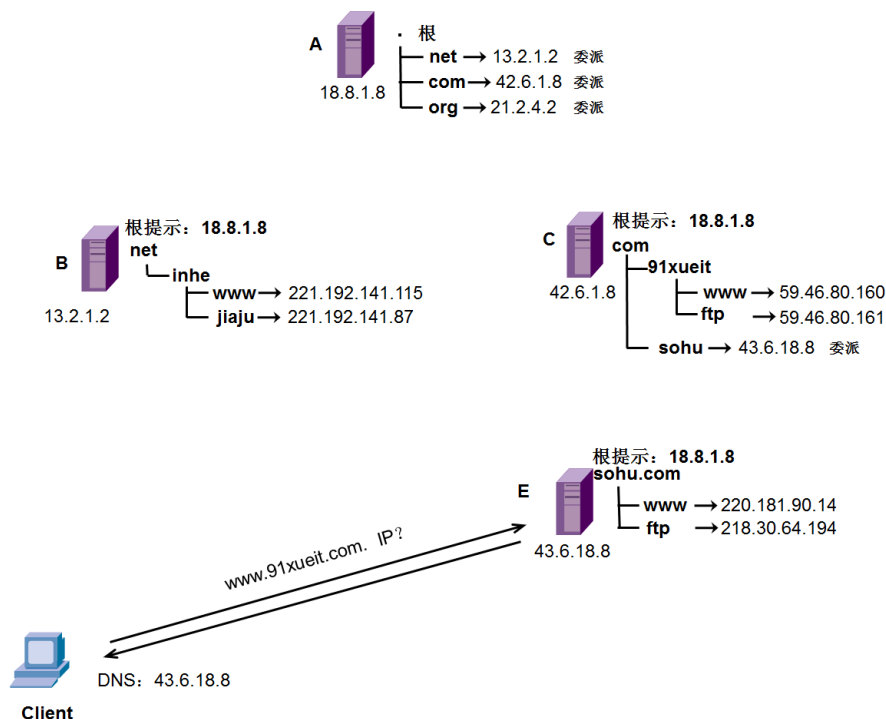 A
. 根
net → 13.2.1.2 委派
com → 42.6.1.8 委派
org → 21.2.4.2 委派
18.8.1.8
B
根提示：18.8.1.8
net
inhe
www → 221.192.141.115
jiaju → 221.192.141.87
13.2.1.2
C
根提示：18.8.1.8
com
91xueit
www → 59.46.80.160
ftp → 59.46.80.161
sohu → 43.6.18.8 委派
42.6.1.8
E
根提示：18.8.1.8
sohu.com
www → 220.181.90.14
ftp → 218.30.64.194
43.6.18.8
www.91xueit.com. IP?
DNS：43.6.18.8
Client